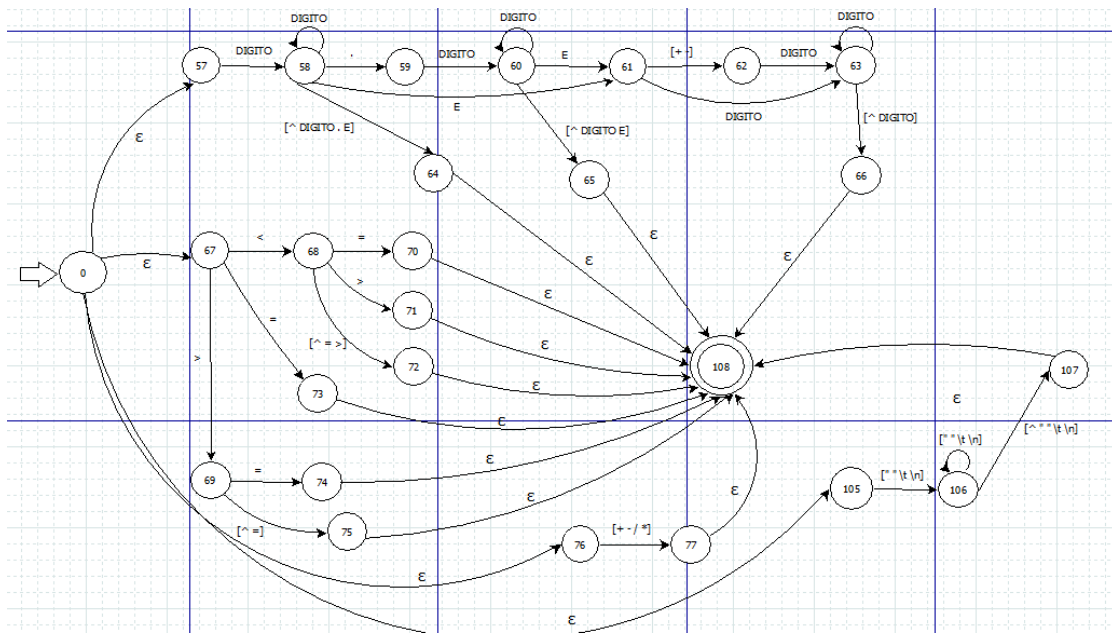 DIGITO DIGITO DIGITO
DIGITO . DIGITO E [+ -] DIGITO
57 58 59 60 61 62 63
E DIGITO
ε [^ DIGITO . E] [^ DIGITO E] [^ DIGITO]
64 65 66
< = ε ε
67 68 70
ε ε ε
0 > ε
= 71
> [^ = >] ε
72 108 107
73 ε
ε ε
[^ " " \t \n]
[" " \t \n]
= ε [" " \t \n]
69 74 105 106
[^ =] 75 ε ε
[+ - / *]
76 77
ε
ε